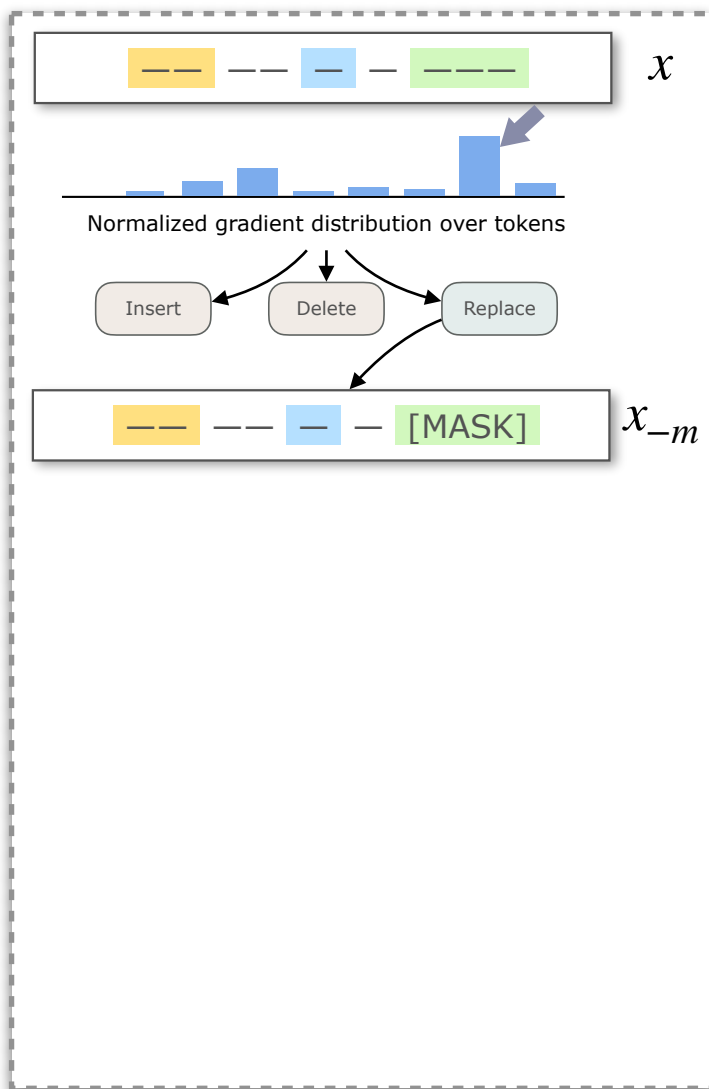 x
Normalized gradient distribution over tokens
Insert Delete Replace
[MASK] x₋ₘ